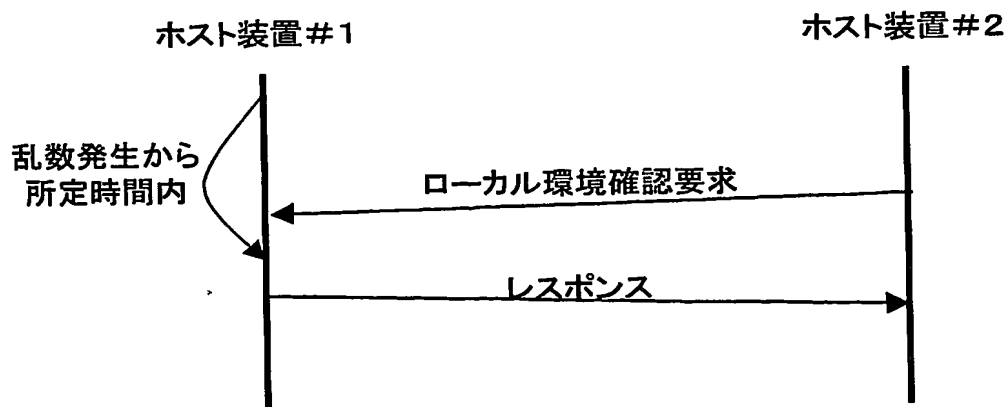 ホスト装置#1
ホスト装置#2
乱数発生から
所定時間内
ローカル環境確認要求
レスポンス